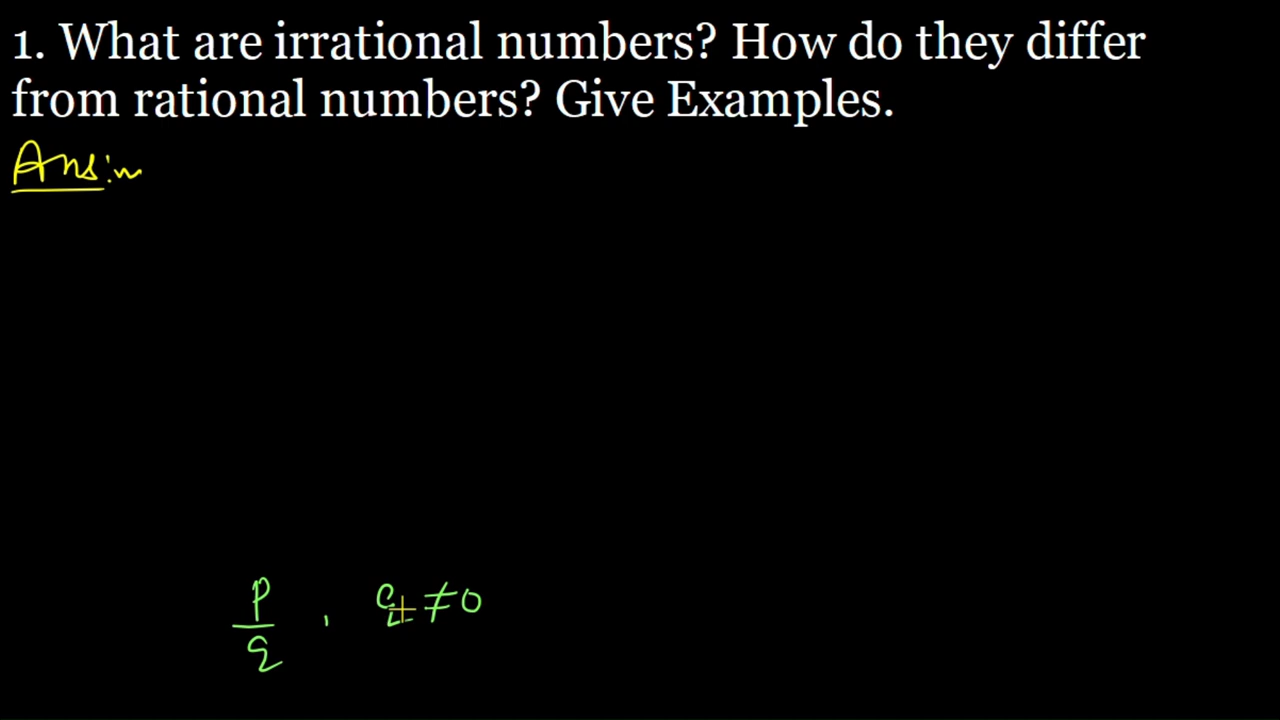 1. What are irrational numbers? How do they differ
from rational numbers? Give Examples.
Ans:
p/q , q ≠ 0